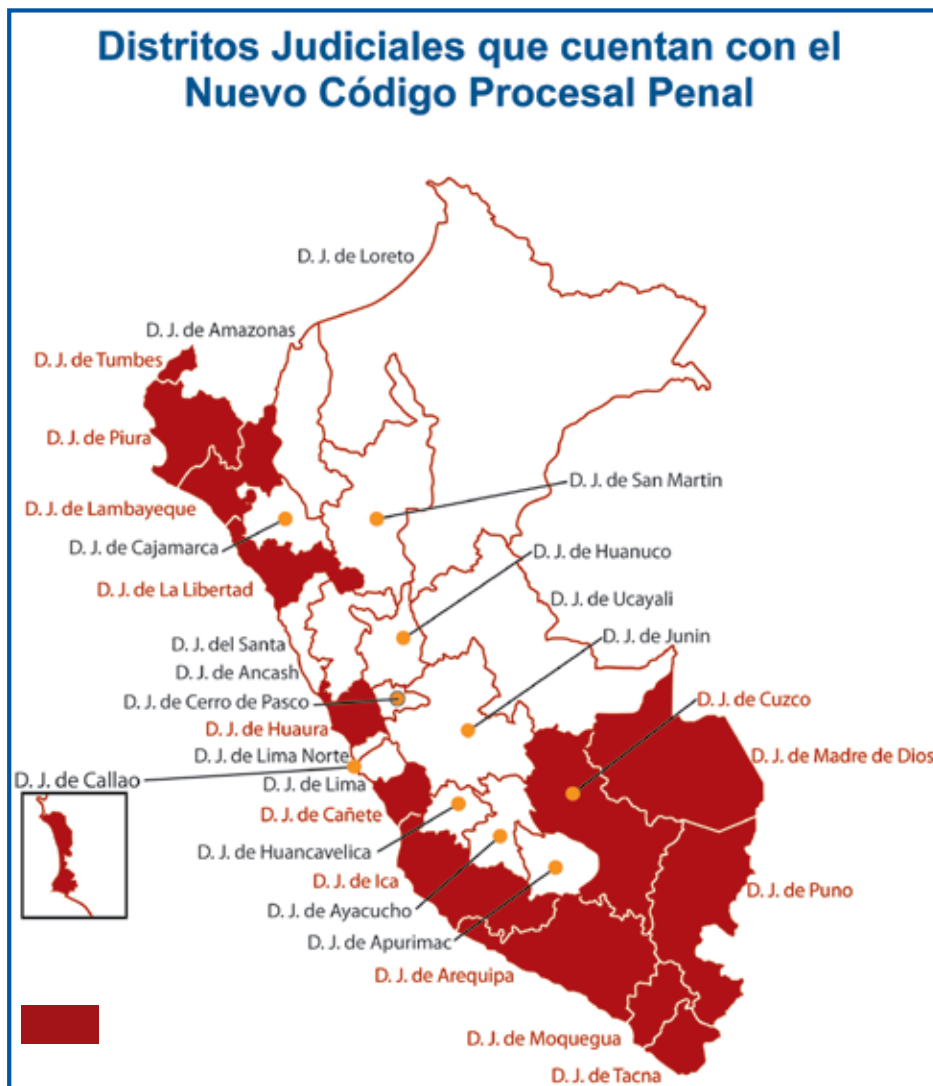 Distritos Judiciales que cuentan con el
Nuevo Código Procesal Penal
D. J. de Loreto
D. J. de Amazonas
D. J. de Tumbes
D. J. de Piura
D. J. de San Martin
D. J. de Lambayeque
D. J. de Cajamarca
D. J. de Huanuco
D. J. de La Libertad
D. J. de Ucayali
D. J. de Junin
D. J. del Santa
D. J. de Ancash
D. J. de Cerro de Pasco
D. J. de Cuzco
D. J. de Huaura
D. J. de Lima Norte
D. J. de Madre de Dios
D. J. de Callao
D. J. de Lima
D. J. de Cañete
D. J. de Huancavelica
D. J. de Ica
D. J. de Puno
D. J. de Ayacucho
D. J. de Apurimac
D. J. de Arequipa
D. J. de Moquegua
D. J. de Tacna